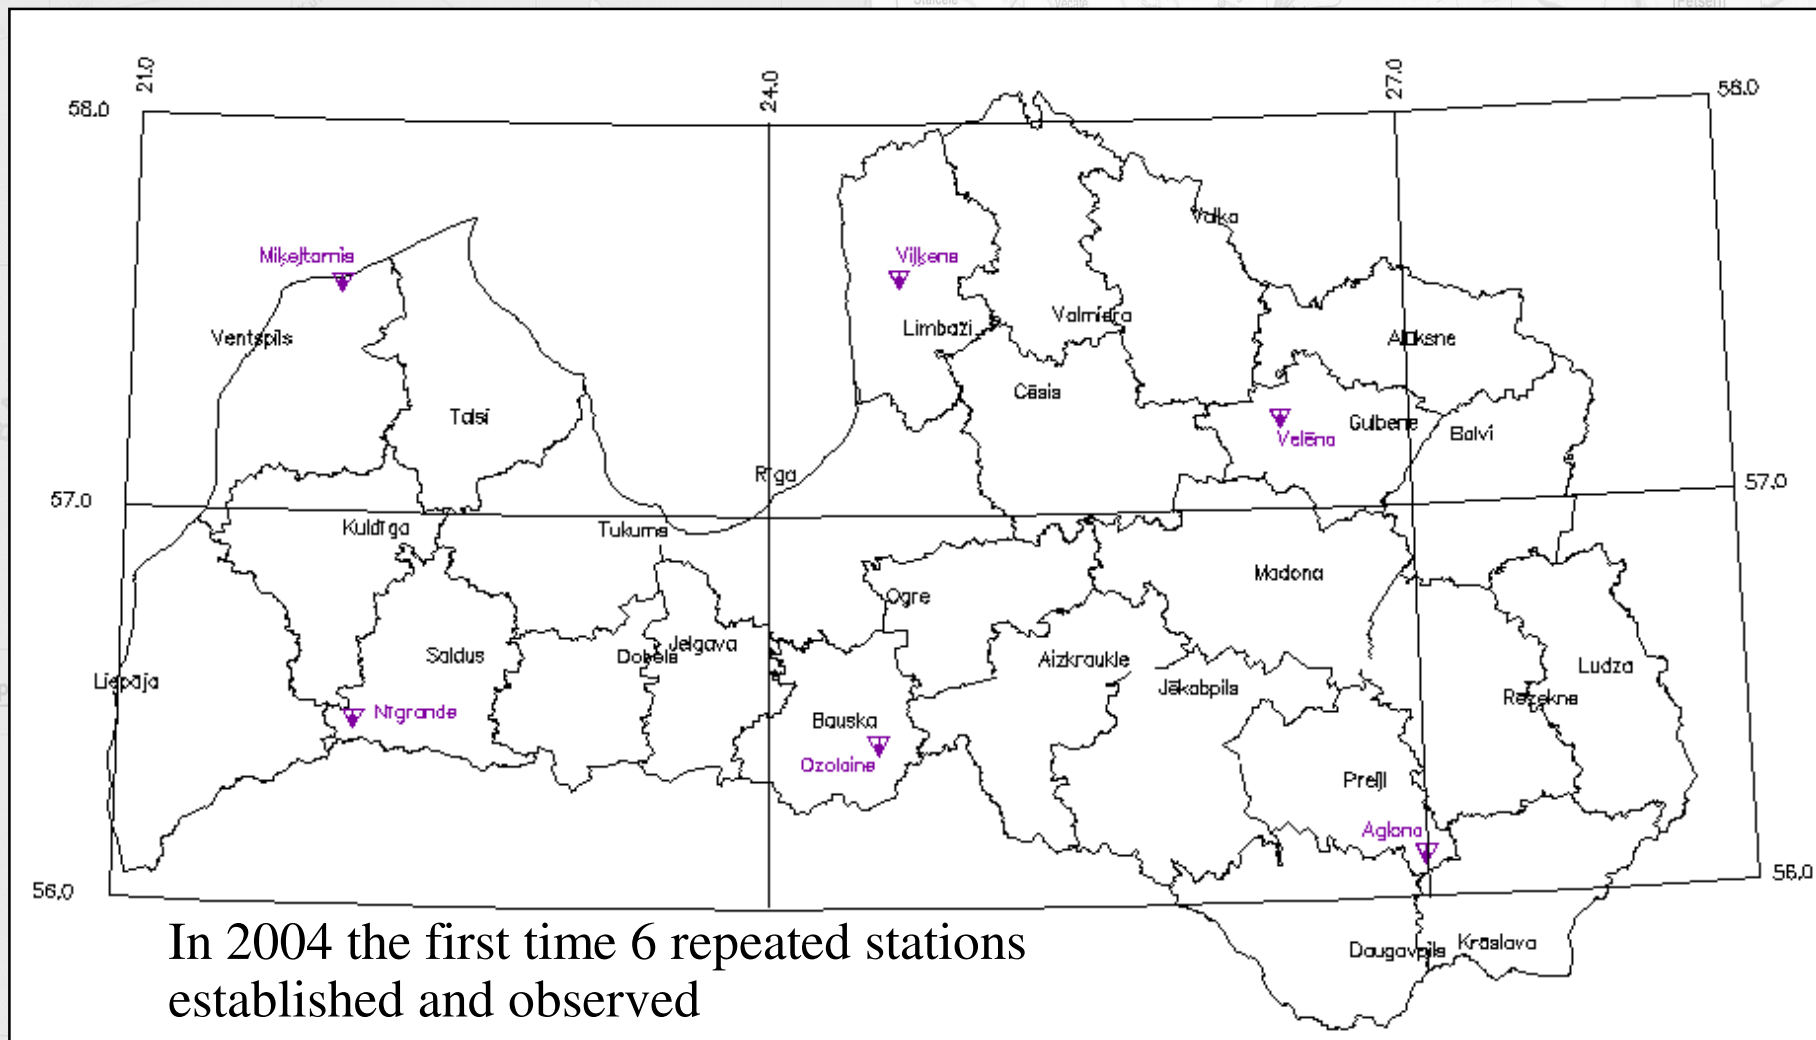 21.0
24.0
27.0
58.0
58.0
Valka
Miķeļtornis
Viļķene
Ventspils
Limbaži
Valmiera
Alūksne
Cēsis
Talsi
Gulbene
Balvi
Velēna
Rīga
57.0
57.0
Kuldīga
Tukums
Madona
Ogre
Saldus
Dobele
Jelgava
Aizkraukle
Ludza
Liepāja
Jēkabpils
Rēzekne
Nīgrande
Bauska
Ozolaine
Preiļi
Aglona
56.0
56.0
In 2004 the first time 6 repeated stations
established and observed
Daugavpils
Krāslava